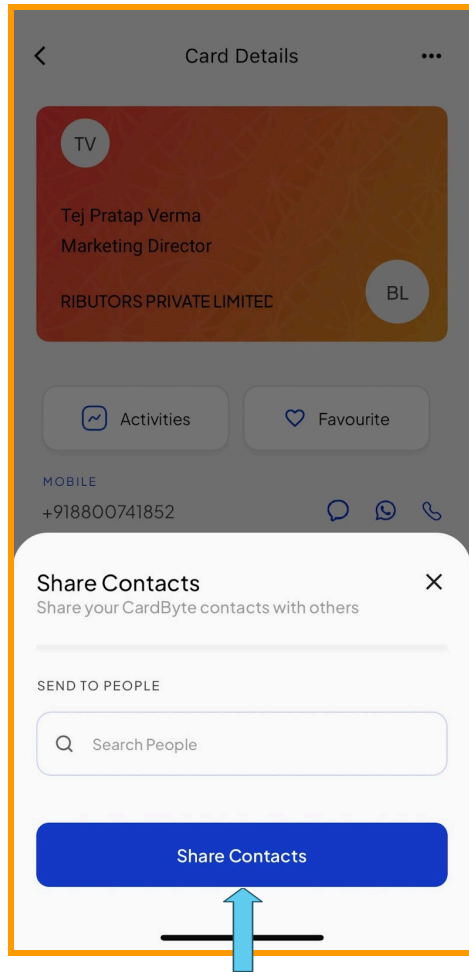 Card Details
TV
Tej Pratap Verma
Marketing Director
RIBUTORS PRIVATE LIMITED
BL
Activities
Favourite
MOBILE
+918800741852
Share Contacts
Share your CardByte contacts with others
SEND TO PEOPLE
Search People
Share Contacts